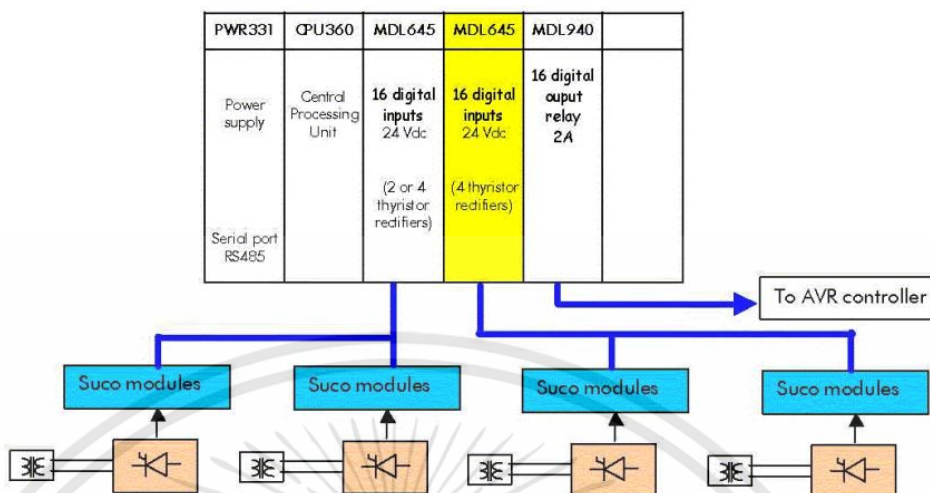 PWR331 CPU360 MDL645 MDL645 MDL940
Power
supply
Serial port
RS485
Central
Processing
Unit
16 digital
inputs
24 Vdc
(2 or 4
thyristor
rectifiers)
16 digital
inputs
24 Vdc
(4 thyristor
rectifiers)
16 digital
ouput
relay
2A
To AVR controller
Suco modules
Suco modules
Suco modules
Suco modules